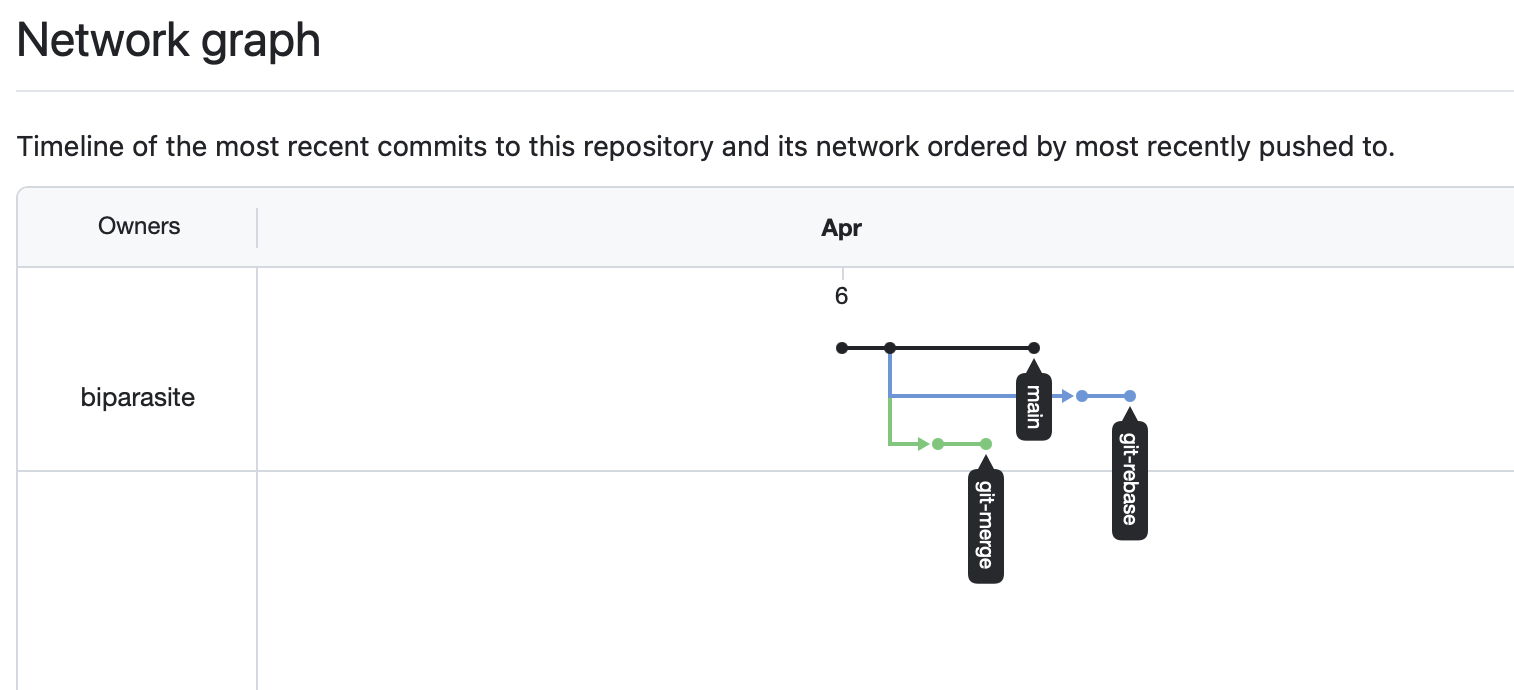 Network graph
Timeline of the most recent commits to this repository and its network ordered by most recently pushed to.
Owners
Apr
6
biparasite
main
git-rebase
git-merge